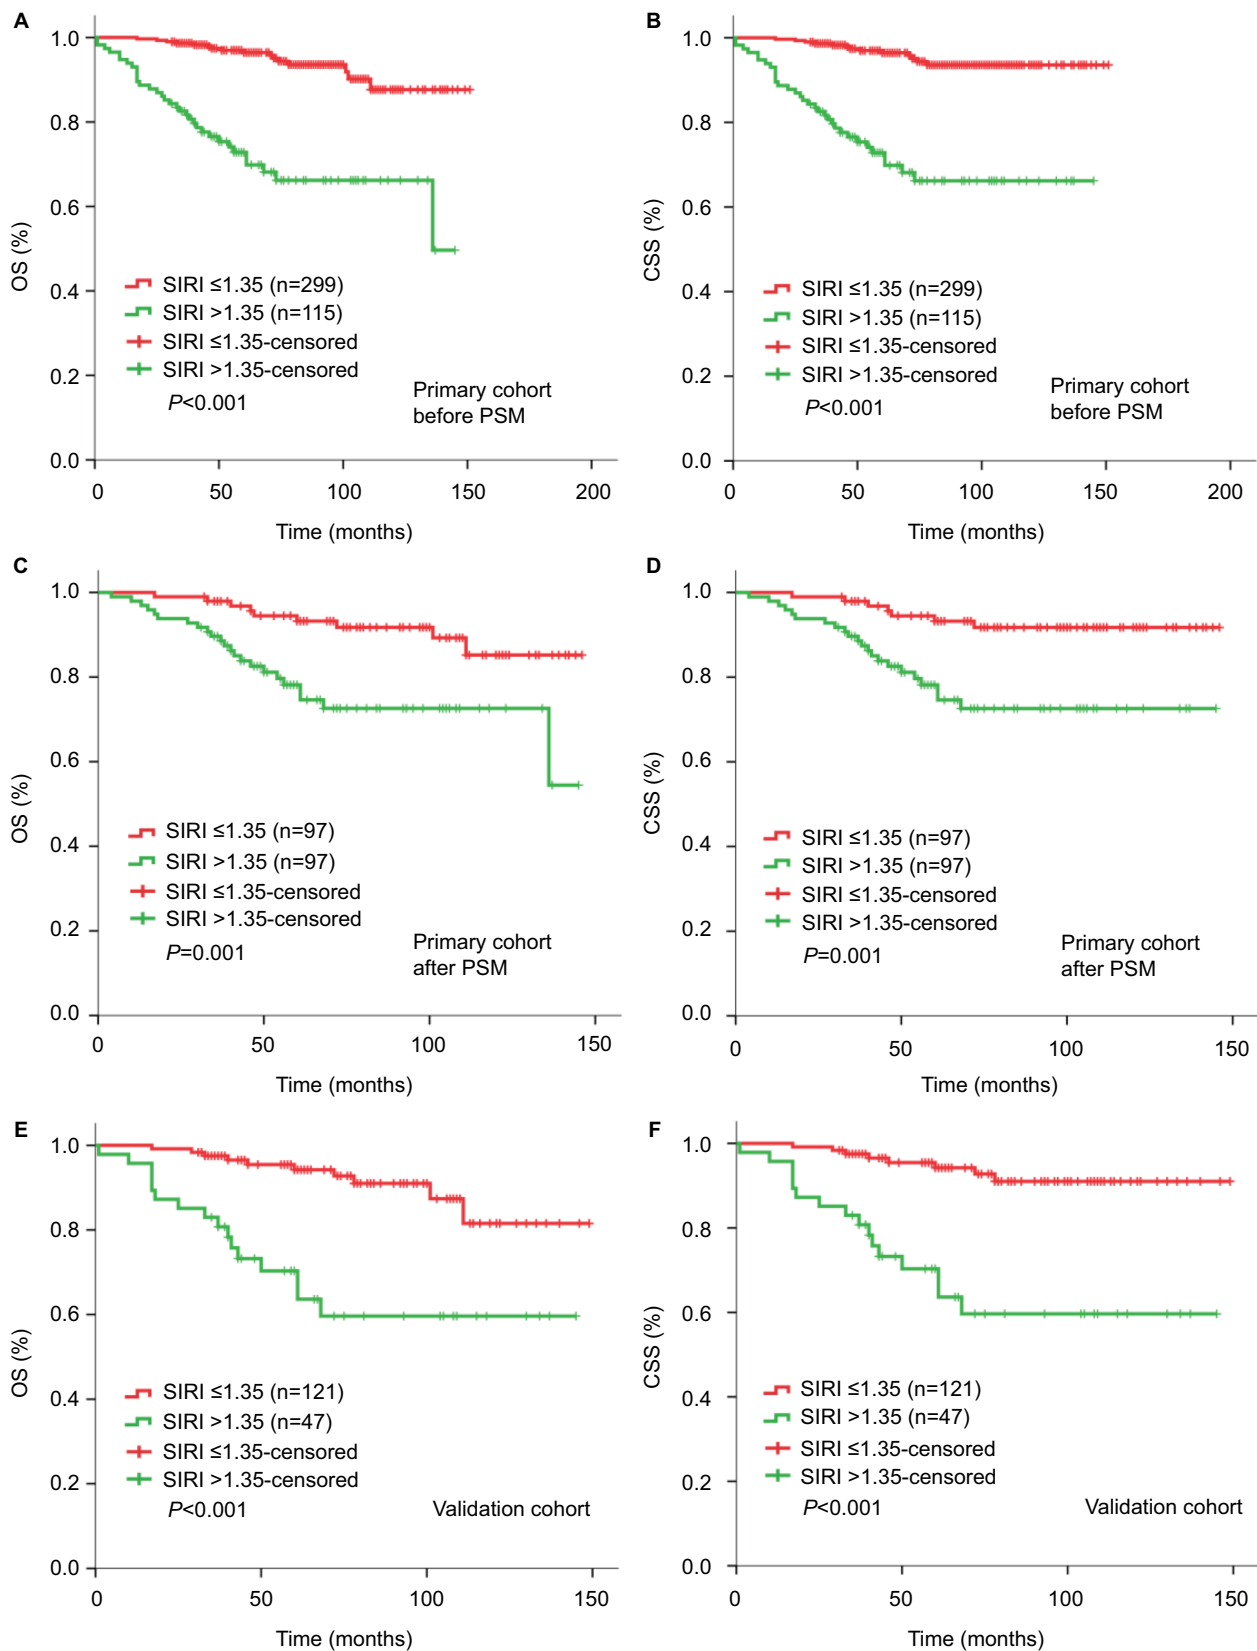 A
1.0
0.8
0.6
0.4
0.2
0.0
OS (%)
SIRI ≤1.35 (n=299)
SIRI >1.35 (n=115)
SIRI ≤1.35-censored
SIRI >1.35-censored
P<0.001
Primary cohort
before PSM
0 50 100 150 200
Time (months)
B
1.0
0.8
0.6
0.4
0.2
0.0
CSS (%)
SIRI ≤1.35 (n=299)
SIRI >1.35 (n=115)
SIRI ≤1.35-censored
SIRI >1.35-censored
P<0.001
Primary cohort
before PSM
0 50 100 150 200
Time (months)
C
1.0
0.8
0.6
0.4
0.2
0.0
OS (%)
SIRI ≤1.35 (n=97)
SIRI >1.35 (n=97)
SIRI ≤1.35-censored
SIRI >1.35-censored
P=0.001
Primary cohort
after PSM
0 50 100 150
Time (months)
D
1.0
0.8
0.6
0.4
0.2
0.0
CSS (%)
SIRI ≤1.35 (n=97)
SIRI >1.35 (n=97)
SIRI ≤1.35-censored
SIRI >1.35-censored
P=0.001
Primary cohort
after PSM
0 50 100 150
Time (months)
E
1.0
0.8
0.6
0.4
0.2
0.0
OS (%)
SIRI ≤1.35 (n=121)
SIRI >1.35 (n=47)
SIRI ≤1.35-censored
SIRI >1.35-censored
P<0.001
Validation cohort
0 50 100 150
Time (months)
F
1.0
0.8
0.6
0.4
0.2
0.0
CSS (%)
SIRI ≤1.35 (n=121)
SIRI >1.35 (n=47)
SIRI ≤1.35-censored
SIRI >1.35-censored
P<0.001
Validation cohort
0 50 100 150
Time (months)